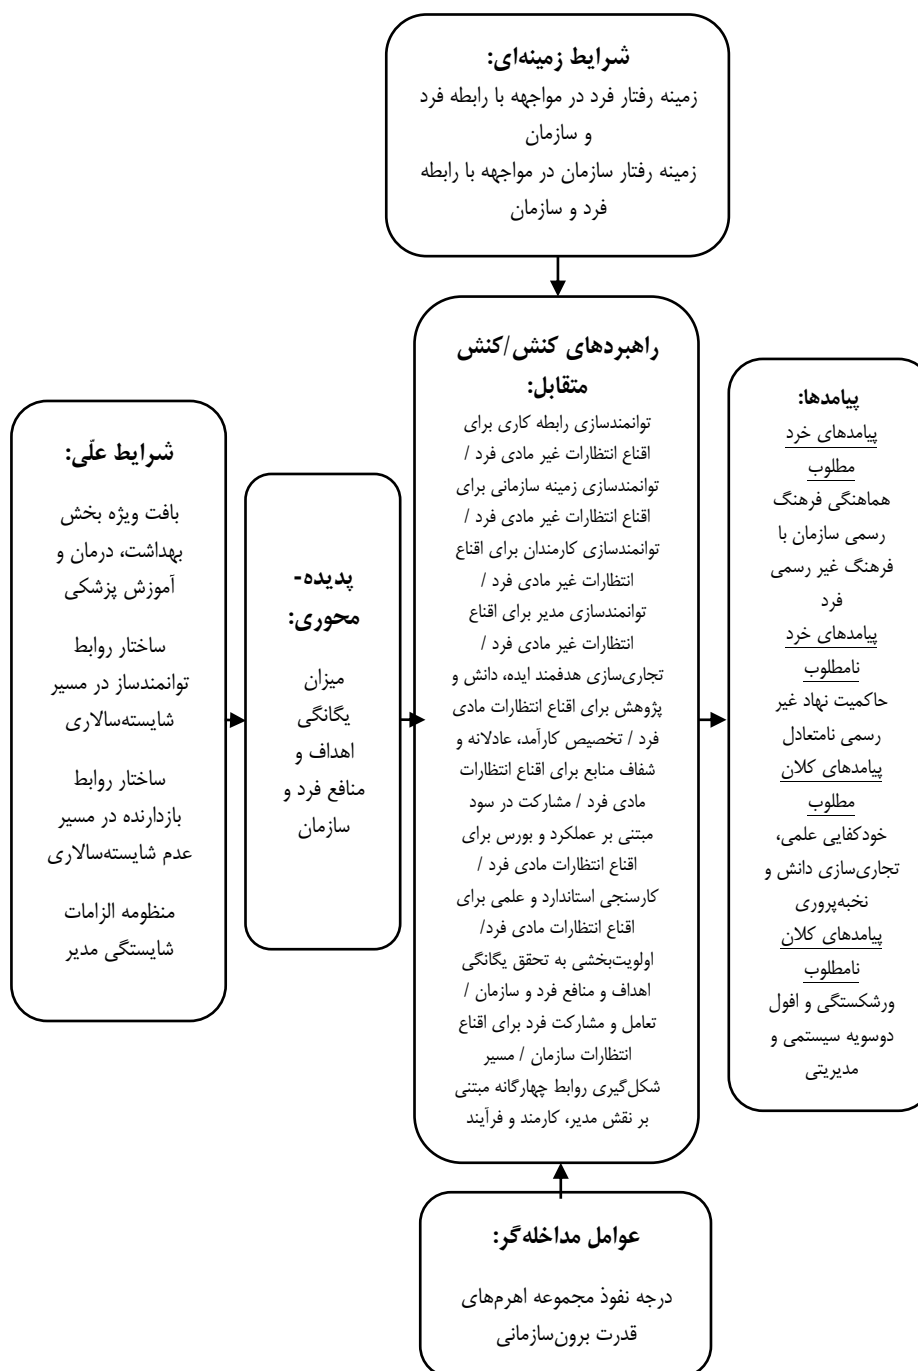 شرایط زمینه‌ای:
زمینه رفتار فرد در مواجهه با رابطه فرد
و سازمان
زمینه رفتار سازمان در مواجهه با رابطه
فرد و سازمان
شرایط علّی:
بافت ویژه بخش
بهداشت، درمان و
آموزش پزشکی
ساختار روابط
توانمندساز در مسیر
شایسته‌سالاری
ساختار روابط
بازدارنده در مسیر
عدم شایسته‌سالاری
منظومه الزامات
شایستگی مدیر
پدیده-
محوری:
میزان
یگانگی
اهداف و
منافع فرد و
سازمان
راهبردهای کنش/کنش
متقابل:
توانمندسازی رابطه کاری برای
اقناع انتظارات غیر مادی فرد /
توانمندسازی زمینه سازمانی برای
اقناع انتظارات غیر مادی فرد /
توانمندسازی کارمندان برای اقناع
انتظارات غیر مادی فرد /
توانمندسازی مدیر برای اقناع
انتظارات غیر مادی فرد /
تجاری‌سازی هدفمند ایده، دانش و
پژوهش برای اقناع انتظارات مادی
فرد / تخصیص کارآمد، عادلانه و
شفاف منابع برای اقناع انتظارات
مادی فرد / مشارکت در سود
مبتنی بر عملکرد و بورس برای
اقناع انتظارات مادی فرد /
کارسنجی استاندارد و علمی برای
اقناع انتظارات مادی فرد/
اولویت‌بخشی به تحقق یگانگی
اهداف و منافع فرد و سازمان /
تعامل و مشارکت فرد برای اقناع
انتظارات سازمان / مسیر
شکل‌گیری روابط چهارگانه مبتنی
بر نقش مدیر، کارمند و فرآیند
پیامدها:
پیامدهای خرد
مطلوب
هماهنگی فرهنگ
رسمی سازمان با
فرهنگ غیر رسمی
فرد
پیامدهای خرد
نامطلوب
حاکمیت نهاد غیر
رسمی نامتعادل
پیامدهای کلان
مطلوب
خودکفایی علمی،
تجاری‌سازی دانش و
نخبه‌پروری
پیامدهای کلان
نامطلوب
ورشکستگی و افول
دوسویه سیستمی و
مدیریتی
عوامل مداخله‌گر:
درجه نفوذ مجموعه اهرم‌های
قدرت برون‌سازمانی